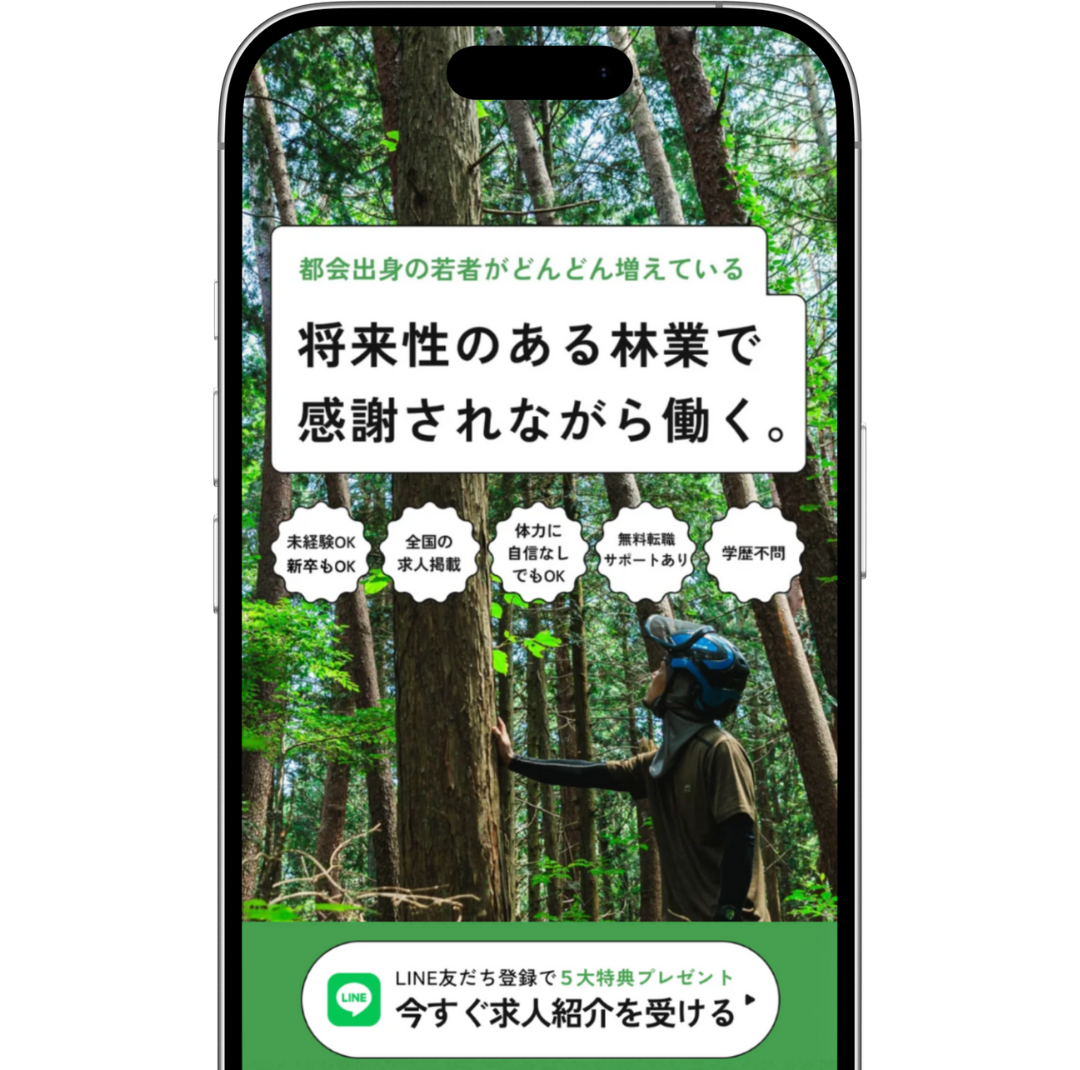 都会出身の若者がどんどん増えている
将来性のある林業で
感謝されながら働く。
未経験OK
新卒もOK
全国の
求人掲載
体力に
自信なし
でもOK
無料転職
サポートあり
学歴不問
LINE友だち登録で5大特典プレゼント
LINE
今すぐ求人紹介を受ける